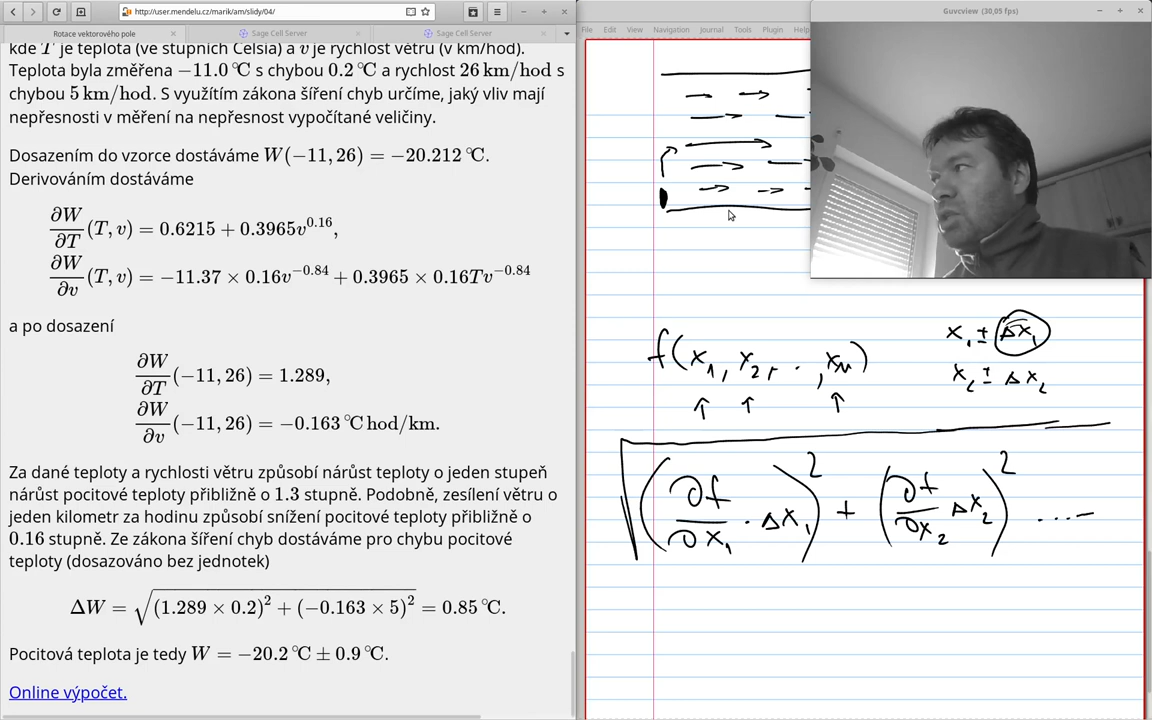 http://user.mendelu.cz/marik/am/slidy/04/
Rotace vektorového pole
Sage Cell Server
Sage Cell Server
kde T je teplota (ve stupních Celsia) a v je rychlost větru (v km/hod).
Teplota byla změřena −11.0 °C s chybou 0.2 °C a rychlost 26 km/hod s
chybou 5 km/hod. S využitím zákona šíření chyb určíme, jaký vliv mají
nepřesnosti v měření na nepřesnost vypočítané veličiny.
Dosazením do vzorce dostáváme W(−11, 26) = −20.212 °C.
Derivováním dostáváme
∂W/∂T (T, v) = 0.6215 + 0.3965v^0.16,
∂W/∂v (T, v) = −11.37 × 0.16v^−0.84 + 0.3965 × 0.16Tv^−0.84
a po dosazení
∂W/∂T (−11, 26) = 1.289,
∂W/∂v (−11, 26) = −0.163 °C hod/km.
Za dané teploty a rychlosti větru způsobí nárůst teploty o jeden stupeň
nárůst pocitové teploty přibližně o 1.3 stupně. Podobně, zesílení větru o
jeden kilometr za hodinu způsobí snížení pocitové teploty přibližně o
0.16 stupně. Ze zákona šíření chyb dostáváme pro chybu pocitové
teploty (dosazováno bez jednotek)
ΔW = √((1.289 × 0.2)² + (−0.163 × 5)²) = 0.85 °C.
Pocitová teplota je tedy W = −20.2 °C ± 0.9 °C.
Online výpočet.
File Edit View Navigation Journal Tools Plugin Help
Guvcview (30,05 fps)
f(x₁, x₂, . . , xₙ)
x₁ ± Δx₁
x₂ ± Δx₂
√((∂f/∂x₁ · Δx₁)² + (∂f/∂x₂ Δx₂)² ....